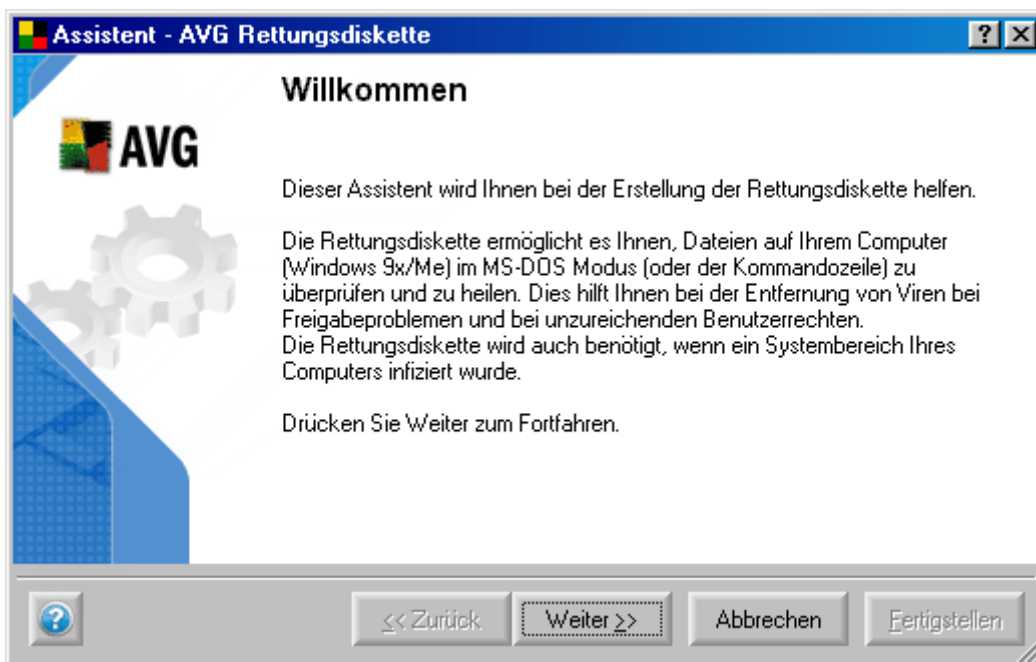 Assistent - AVG Rettungsdiskette
Willkommen
AVG
Dieser Assistent wird Ihnen bei der Erstellung der Rettungsdiskette helfen.
Die Rettungsdiskette ermöglicht es Ihnen, Dateien auf Ihrem Computer
(Windows 9x/Me) im MS-DOS Modus (oder der Kommandozeile) zu
überprüfen und zu heilen. Dies hilft Ihnen bei der Entfernung von Viren bei
Freigabeproblemen und bei unzureichenden Benutzerrechten.
Die Rettungsdiskette wird auch benötigt, wenn ein Systembereich Ihres
Computers infiziert wurde.
Drücken Sie Weiter zum Fortfahren.
<< Zurück Weiter >> Abbrechen Fertigstellen